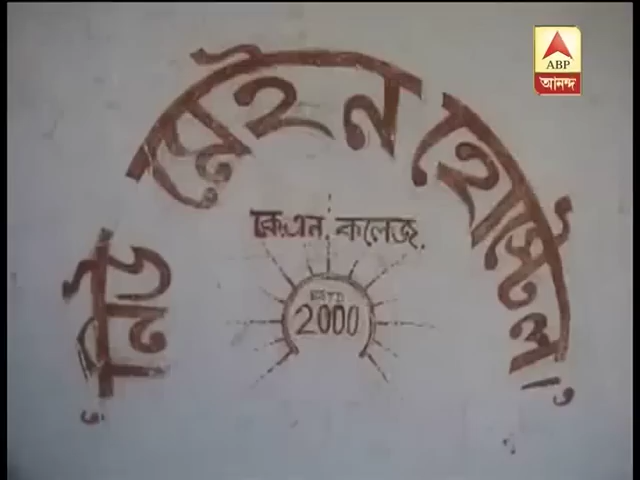 ‘নিউ মেইন হোস্টেল।’
কে.এন. কলেজ.
ESTD
2000
ABP
আনন্দ